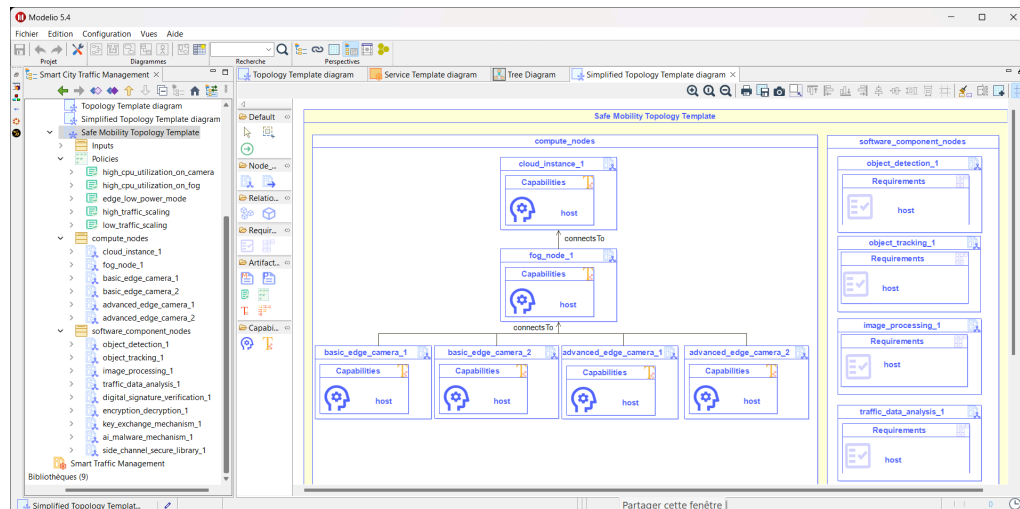 Modelio 5.4
Fichier Edition Configuration Vues Aide
Projet Diagrammes Recherche Perspectives
Smart City Traffic Management
Topology Template diagram
Simplified Topology Template diagram
Safe Mobility Topology Template
Inputs
Policies
high_cpu_utilization_on_camera
high_cpu_utilization_on_fog
edge_low_power_mode
high_traffic_scaling
low_traffic_scaling
compute_nodes
cloud_instance_1
fog_node_1
basic_edge_camera_1
basic_edge_camera_2
advanced_edge_camera_1
advanced_edge_camera_2
software_component_nodes
object_detection_1
object_tracking_1
image_processing_1
traffic_data_analysis_1
digital_signature_verification_1
encryption_decryption_1
key_exchange_mechanism_1
ai_malware_mechanism_1
side_channel_secure_library_1
Smart Traffic Management
Bibliothèques (9)
Topology Template diagram Service Template diagram Tree Diagram Simplified Topology Template diagram
Default
Node_...
Relatio...
Requir...
Artifact...
Capabi...
Safe Mobility Topology Template
compute_nodes
cloud_instance_1
Capabilities
host
connectsTo
fog_node_1
Capabilities
host
connectsTo
basic_edge_camera_1
Capabilities
host
basic_edge_camera_2
Capabilities
host
advanced_edge_camera_1
Capabilities
host
advanced_edge_camera_2
Capabilities
host
software_component_nodes
object_detection_1
Requirements
host
object_tracking_1
Requirements
host
image_processing_1
Requirements
host
traffic_data_analysis_1
Requirements
host
Simplified Topology Templat...
Partager cette fenêtre
0